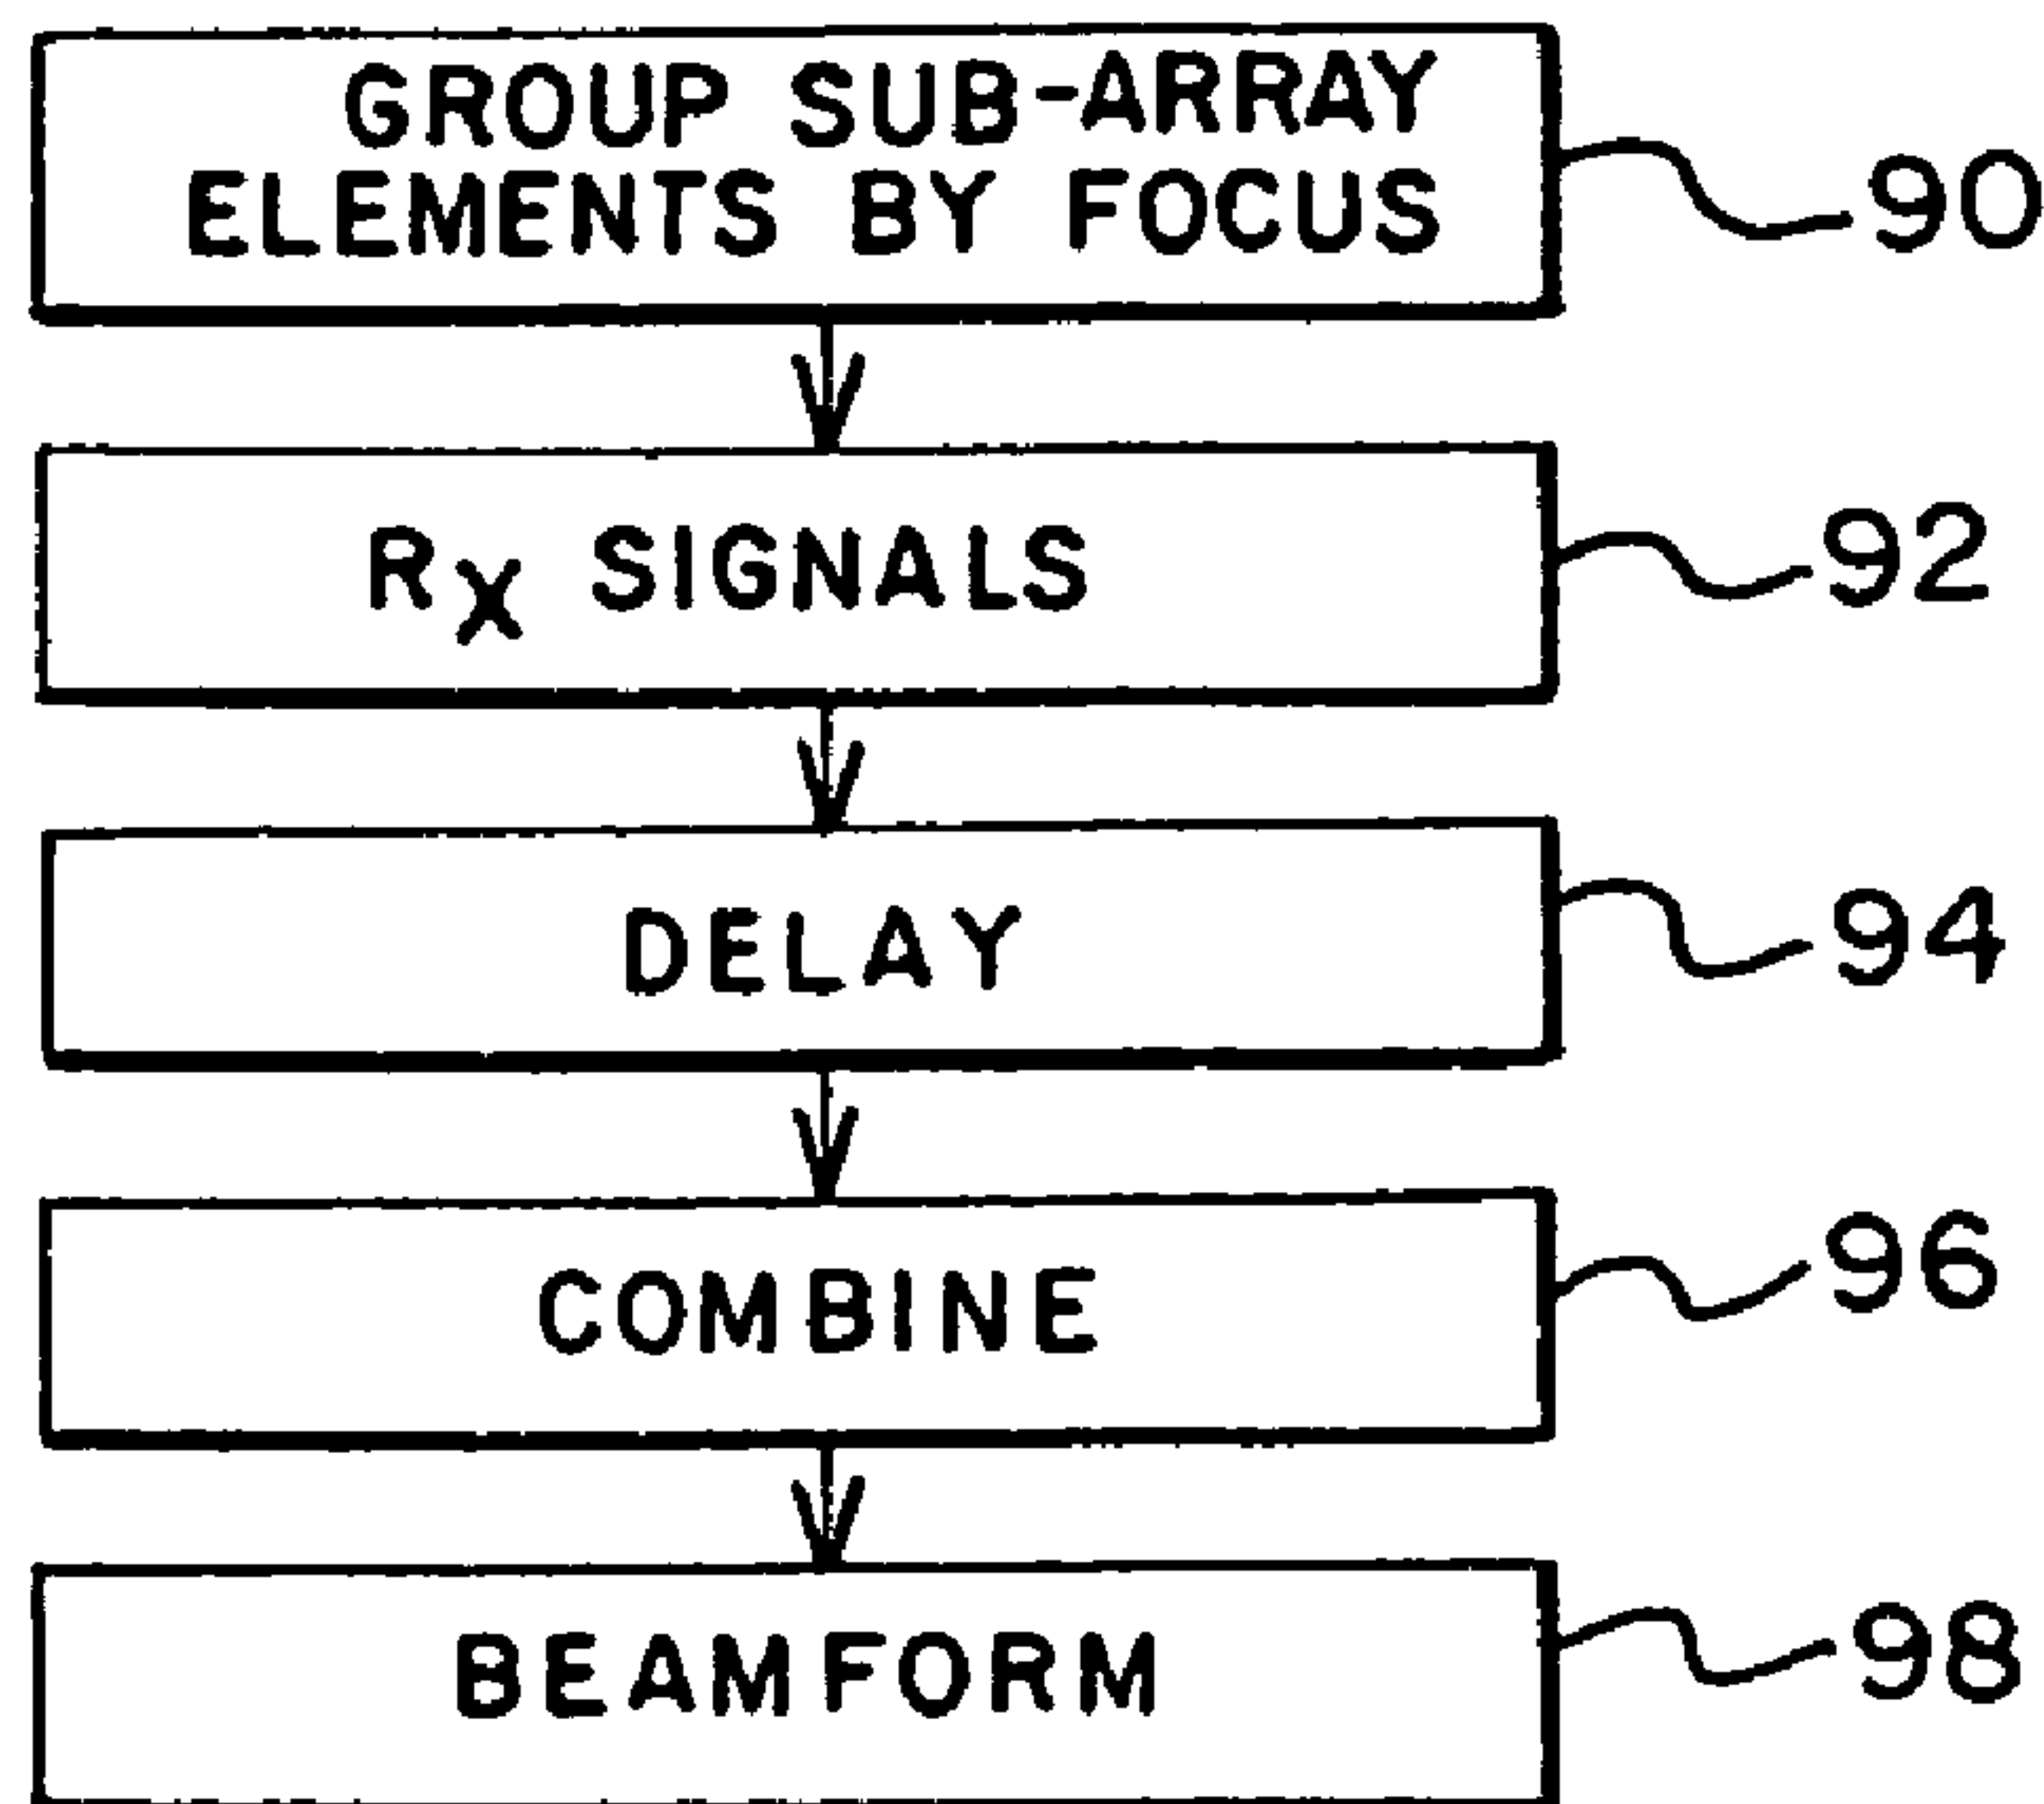 GROUP SUB-ARRAY
ELEMENTS BY FOCUS
90
RX SIGNALS
92
DELAY
94
COMBINE
96
BEAMFORM
98